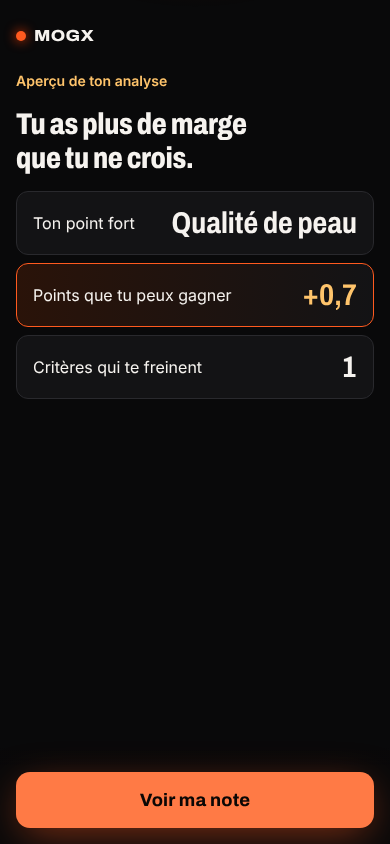 MOGX
Aperçu de ton analyse
Tu as plus de marge
que tu ne crois.
Ton point fort Qualité de peau
Points que tu peux gagner +0,7
Critères qui te freinent 1
Voir ma note